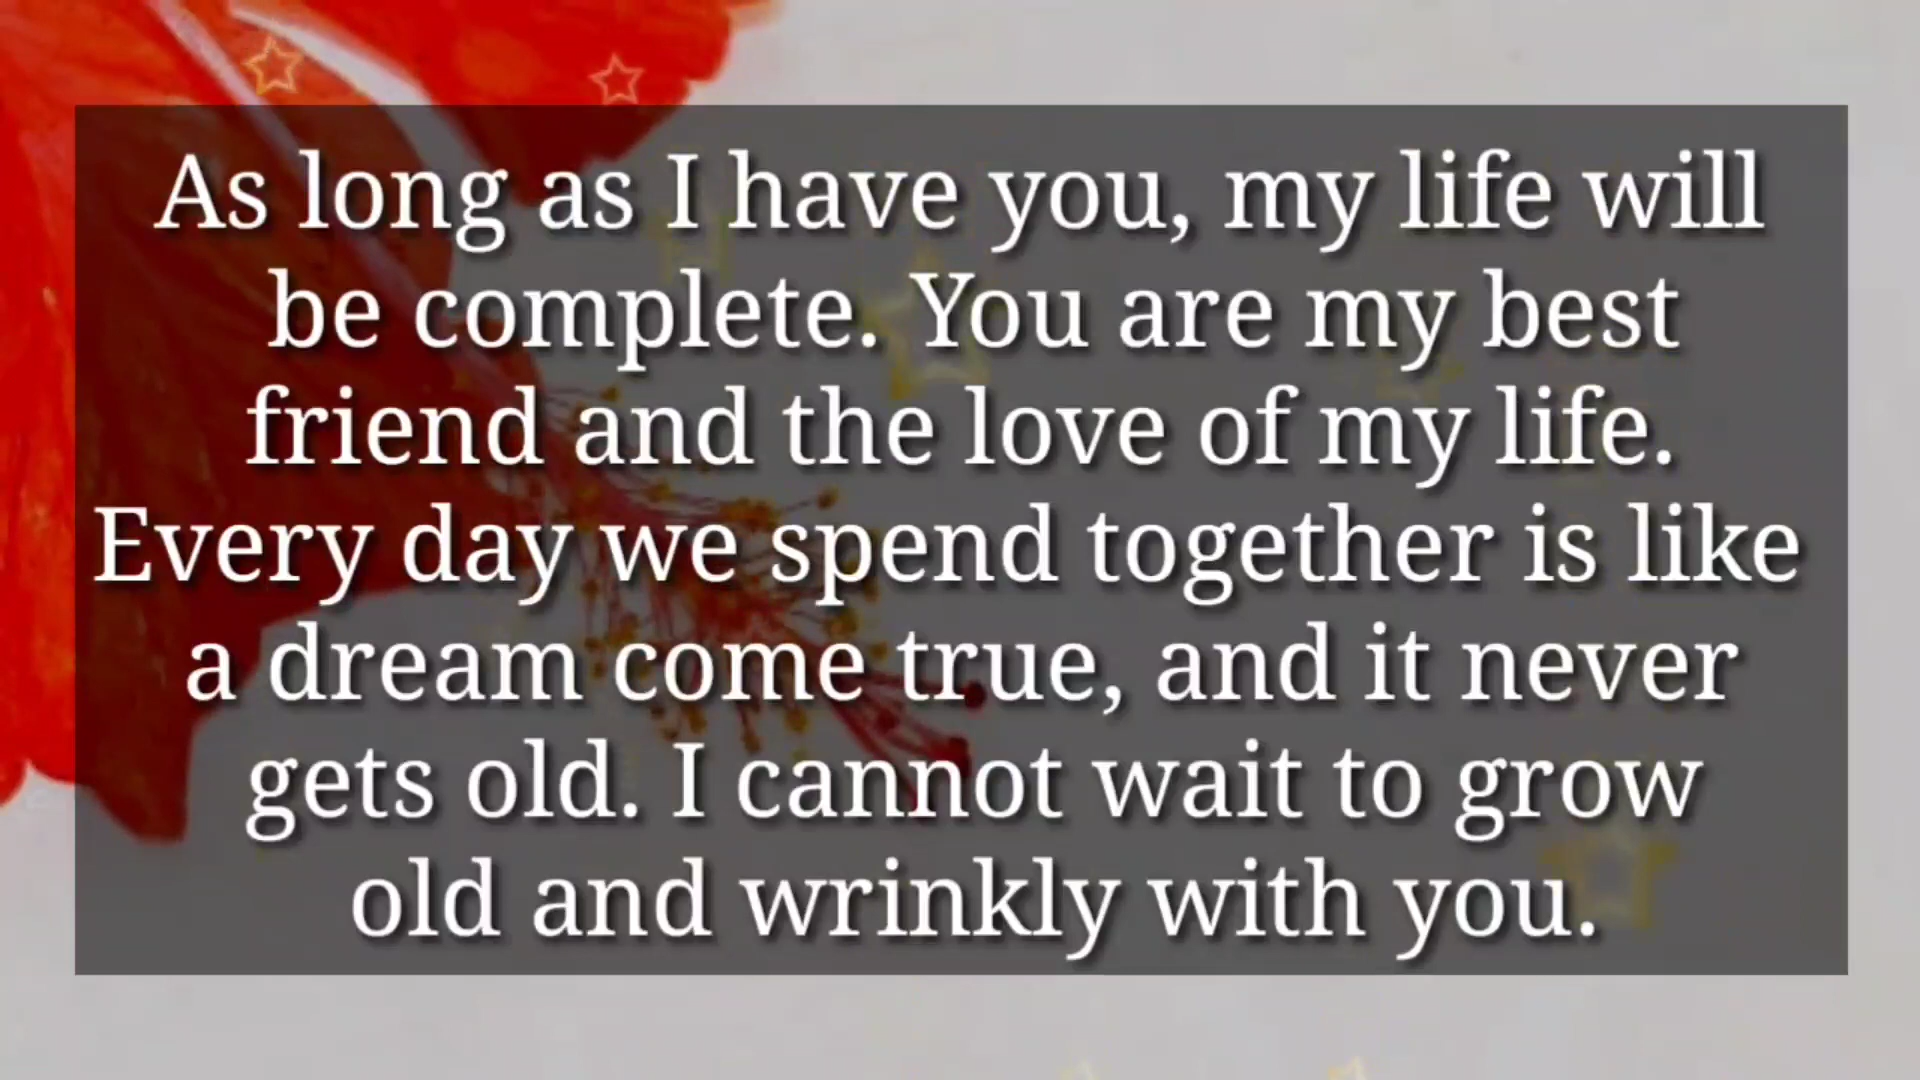 As long as I have you, my life will
be complete. You are my best
friend and the love of my life.
Every day we spend together is like
a dream come true, and it never
gets old. I cannot wait to grow
old and wrinkly with you.